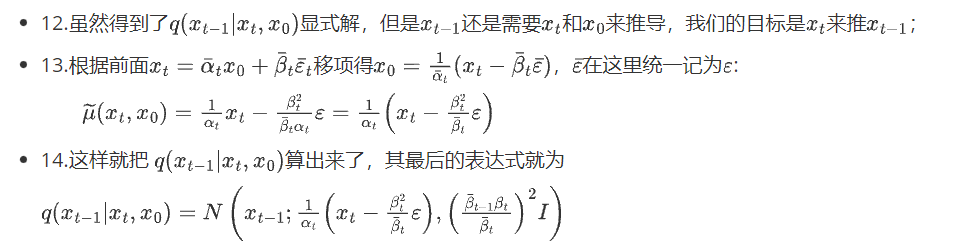 • 12.虽然得到了$q(x_{t-1}|x_t, x_0)$显式解，但是$x_{t-1}$还是需要$x_t$和$x_0$来推导，我们的目标是$x_t$来推$x_{t-1}$；
• 13.根据前面$x_t = \bar{\alpha}_t x_0 + \bar{\beta}_t \bar{\varepsilon}_t$移项得$x_0 = \frac{1}{\bar{\alpha}_t}(x_t - \bar{\beta}_t \bar{\varepsilon})$，$\bar{\varepsilon}$在这里统一记为$\varepsilon$:
$\widetilde{\mu}(x_t, x_0) = \frac{1}{\alpha_t} x_t - \frac{\beta_t^2}{\bar{\beta}_t \alpha_t} \varepsilon = \frac{1}{\alpha_t} \left( x_t - \frac{\beta_t^2}{\bar{\beta}_t} \varepsilon \right)$
• 14.这样就把 $q(x_{t-1}|x_t, x_0)$算出来了，其最后的表达式就为
$q(x_{t-1}|x_t, x_0) = N \left( x_{t-1}; \frac{1}{\alpha_t} \left( x_t - \frac{\beta_t^2}{\bar{\beta}_t} \varepsilon \right), \left( \frac{\bar{\beta}_{t-1} \beta_t}{\bar{\beta}_t} \right)^2 I \right)$